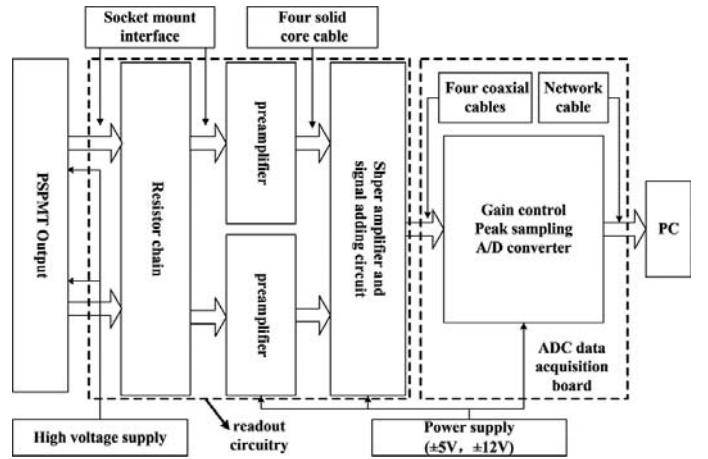 Socket mount
interface
Four solid
core cable
Four coaxial
cables
Network
cable
PSPMT Output
Resistor chain
preamplifier
preamplifier
Shper amplifier and
signal adding circuit
Gain control
Peak sampling
A/D converter
PC
ADC data
acquisition
board
High voltage supply
readout
circuitry
Power supply
(±5V，±12V)